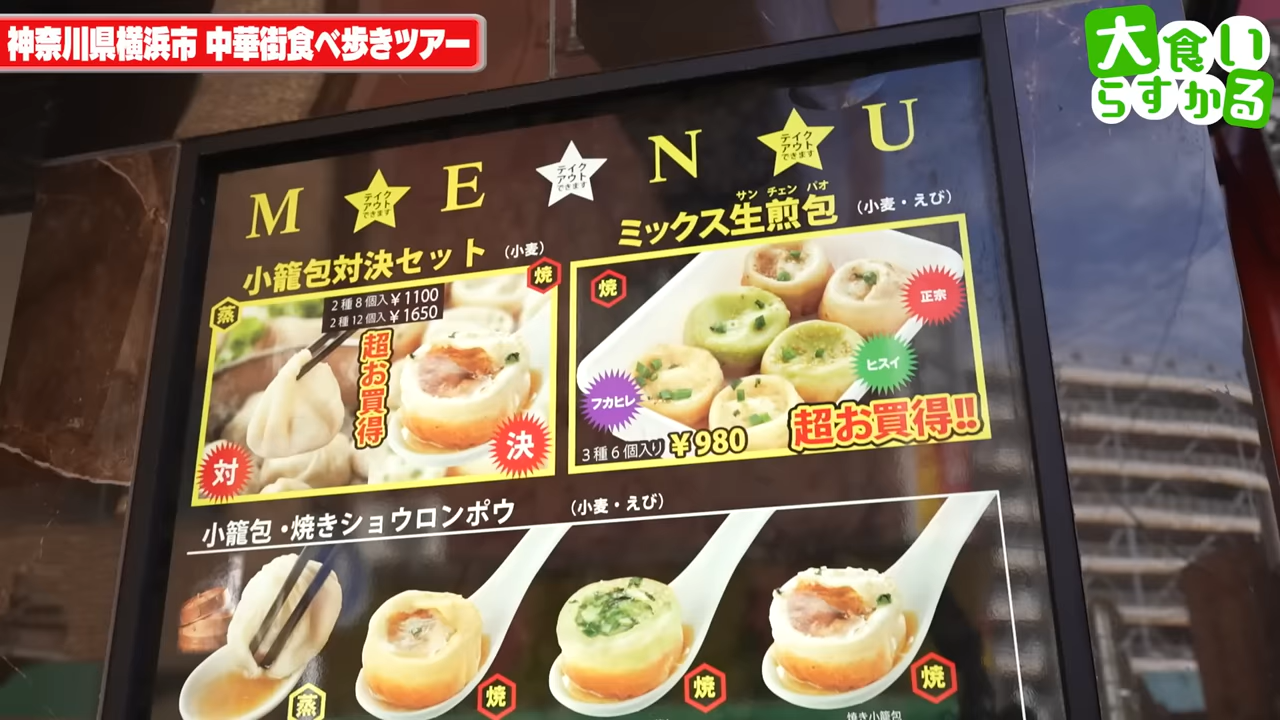 神奈川県横浜市 中華街食べ歩きツアー
大食い
らすかる
M E N U
テイク
アウト
できます
テイク
アウト
できます
テイク
アウト
できます
小籠包対決セット (小麦)
蒸
焼
2種8個入¥1100
2種12個入¥1650
超お買得
対
決
サン チェン パオ
ミックス生煎包 (小麦・えび)
焼
正宗
ヒスイ
フカヒレ
3種6個入り ¥980
超お買得!!
小籠包・焼きショウロンポウ (小麦・えび)
蒸
焼
焼
焼
焼き小籠包